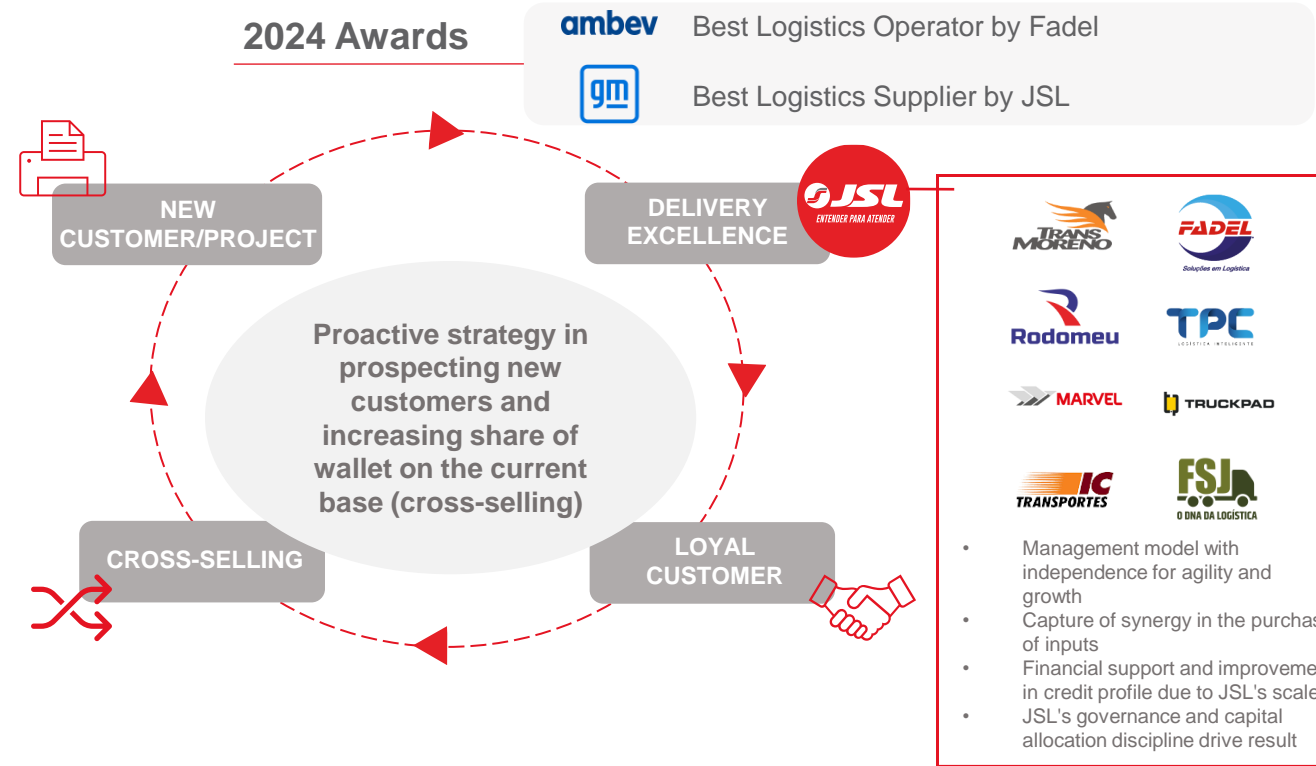 2024 Awards
ambev
Best Logistics Operator by Fadel
gm
Best Logistics Supplier by JSL
NEW
CUSTOMER/PROJECT
DELIVERY
EXCELLENCE
JSL
ENTENDER PARA ATENDER
Proactive strategy in
prospecting new
customers and
increasing share of
wallet on the current
base (cross-selling)
CROSS-SELLING
LOYAL
CUSTOMER
TRANS
MORENO
FADEL
Soluções em Logística
Rodomeu
TPC
LOGÍSTICA INTELIGENTE
MARVEL
TRUCKPAD
IC
TRANSPORTES
FSJ
O DNA DA LOGÍSTICA
• Management model with
independence for agility and
growth
• Capture of synergy in the purchas
of inputs
• Financial support and improveme
in credit profile due to JSL's scale
• JSL's governance and capital
allocation discipline drive result